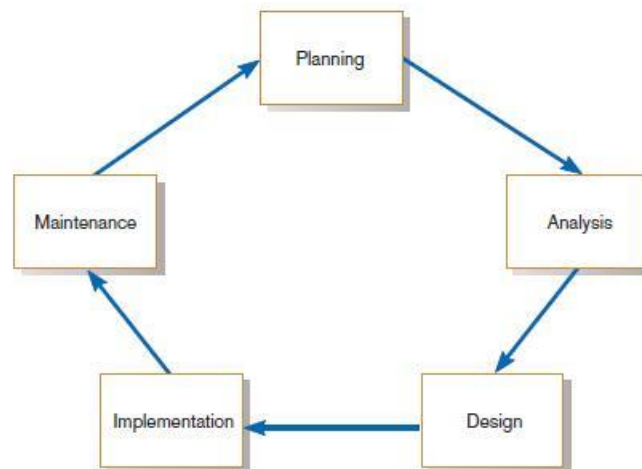 Planning
Analysis
Design
Implementation
Maintenance